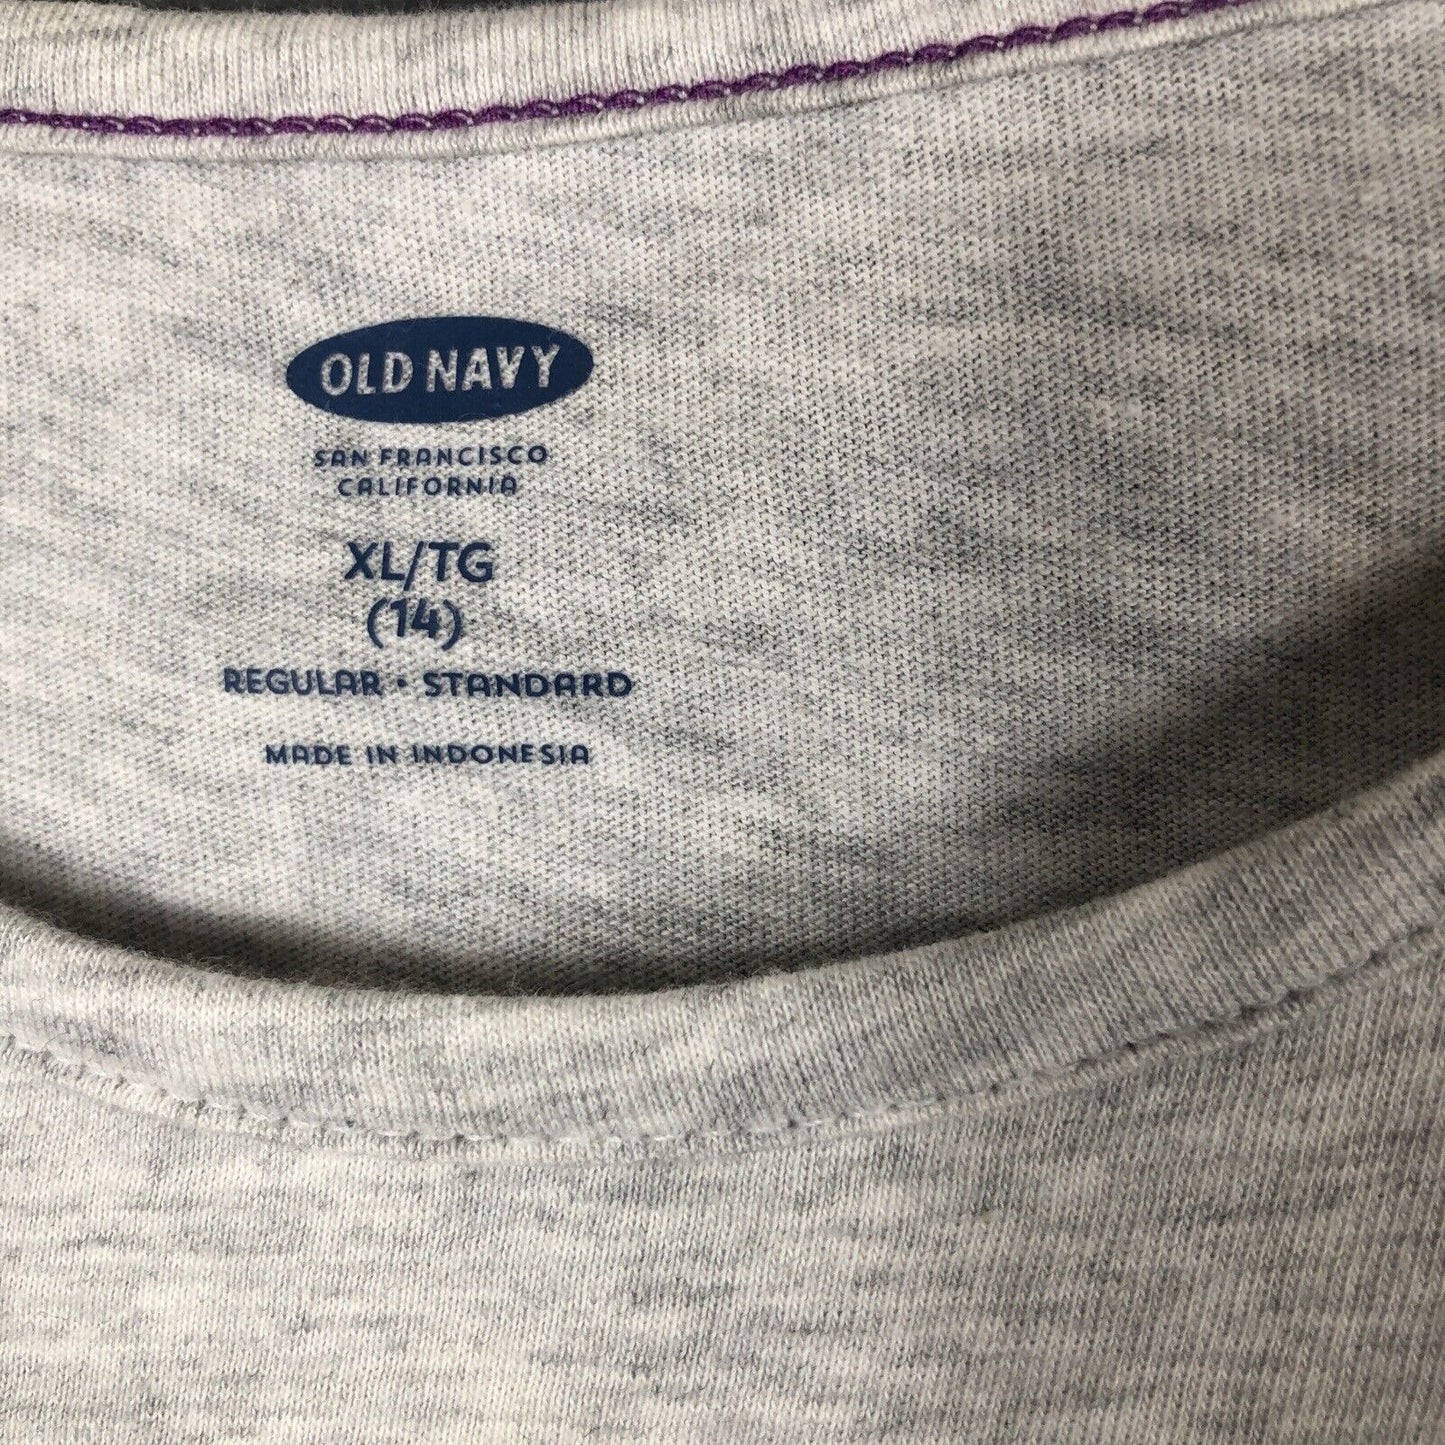 OLD NAVY
SAN FRANCISCO
CALIFORNIA
XL/TG
(14)
REGULAR • STANDARD
MADE IN INDONESIA